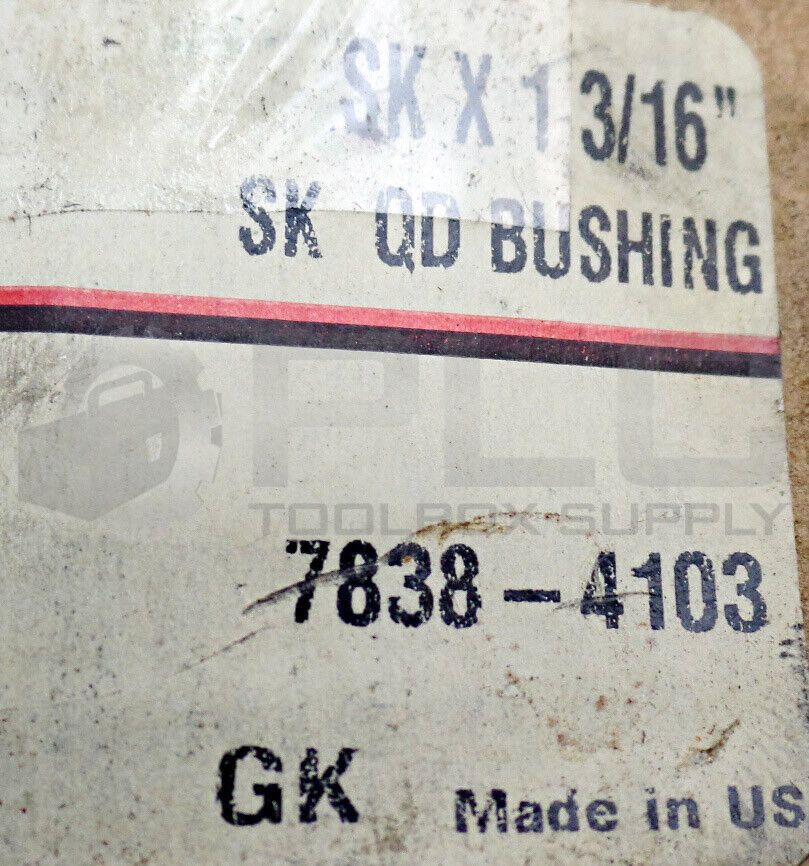 SK X 1 3/16"
SK QD BUSHING
PLC
TOOLBOX SUPPLY
7838-4103
GK Made in US